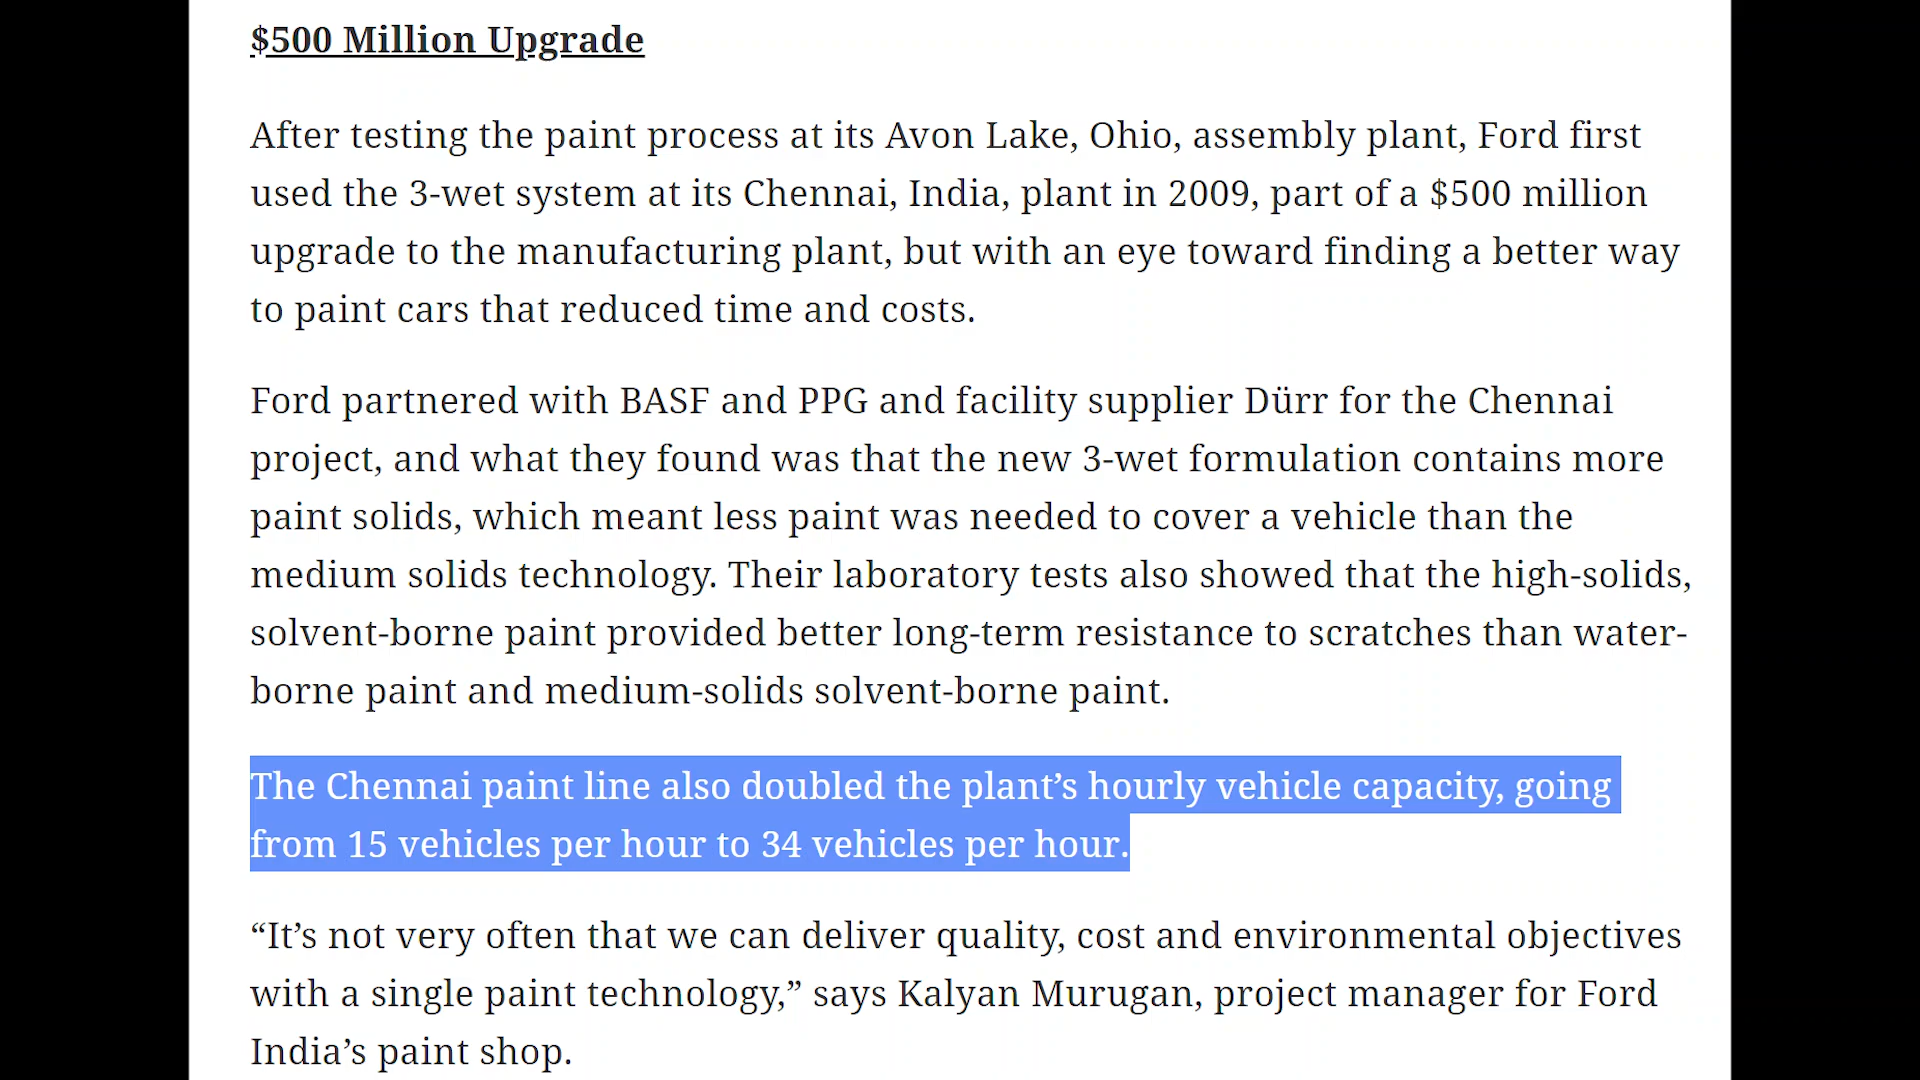 $500 Million Upgrade
After testing the paint process at its Avon Lake, Ohio, assembly plant, Ford first
used the 3-wet system at its Chennai, India, plant in 2009, part of a $500 million
upgrade to the manufacturing plant, but with an eye toward finding a better way
to paint cars that reduced time and costs.
Ford partnered with BASF and PPG and facility supplier Dürr for the Chennai
project, and what they found was that the new 3-wet formulation contains more
paint solids, which meant less paint was needed to cover a vehicle than the
medium solids technology. Their laboratory tests also showed that the high-solids,
solvent-borne paint provided better long-term resistance to scratches than water-
borne paint and medium-solids solvent-borne paint.
The Chennai paint line also doubled the plant’s hourly vehicle capacity, going
from 15 vehicles per hour to 34 vehicles per hour.
“It’s not very often that we can deliver quality, cost and environmental objectives
with a single paint technology,” says Kalyan Murugan, project manager for Ford
India’s paint shop.